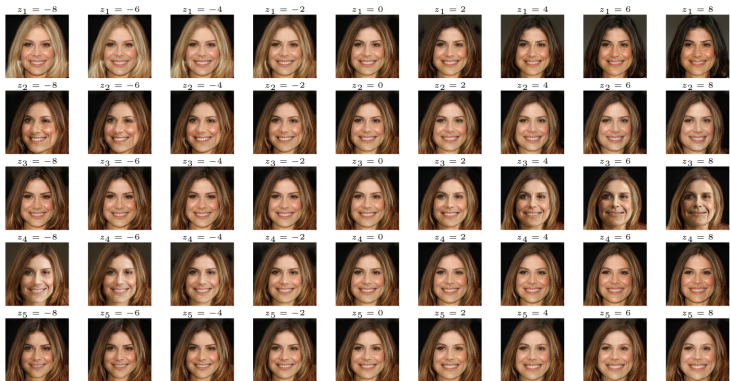 z1 = −8 z1 = −6 z1 = −4 z1 = −2 z1 = 0 z1 = 2 z1 = 4 z1 = 6 z1 = 8
z2 = −8 z2 = −6 z2 = −4 z2 = −2 z2 = 0 z2 = 2 z2 = 4 z2 = 6 z2 = 8
z3 = −8 z3 = −6 z3 = −4 z3 = −2 z3 = 0 z3 = 2 z3 = 4 z3 = 6 z3 = 8
z4 = −8 z4 = −6 z4 = −4 z4 = −2 z4 = 0 z4 = 2 z4 = 4 z4 = 6 z4 = 8
z5 = −8 z5 = −6 z5 = −4 z5 = −2 z5 = 0 z5 = 2 z5 = 4 z5 = 6 z5 = 8